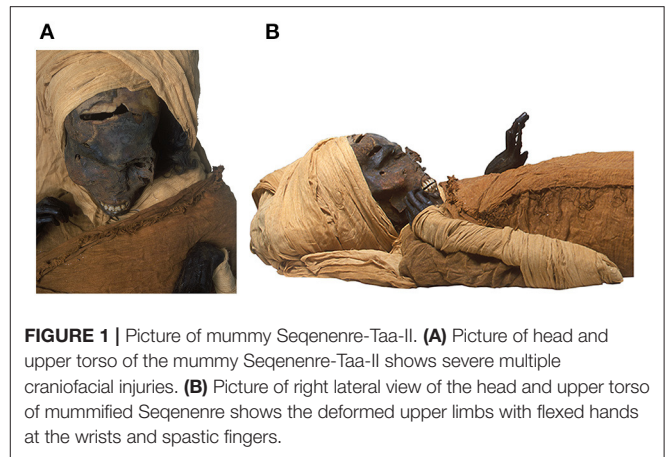 A
B
FIGURE 1 | Picture of mummy Seqenenre-Taa-II. (A) Picture of head and
upper torso of the mummy Seqenenre-Taa-II shows severe multiple
craniofacial injuries. (B) Picture of right lateral view of the head and upper torso
of mummified Seqenenre shows the deformed upper limbs with flexed hands
at the wrists and spastic fingers.